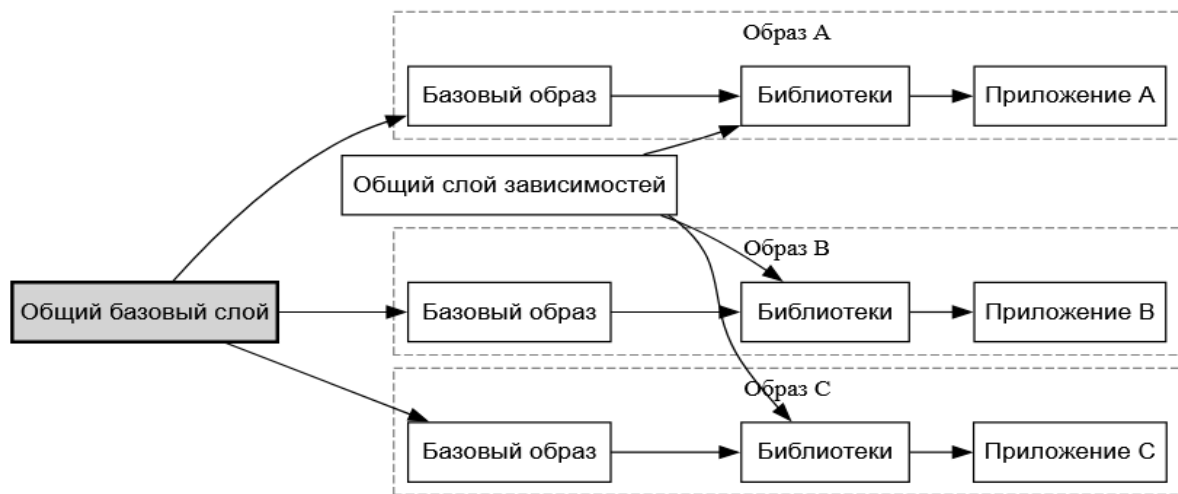 Образ A
Базовый образ
Библиотеки
Приложение A
Общий слой зависимостей
Образ B
Общий базовый слой
Базовый образ
Библиотеки
Приложение B
Образ C
Базовый образ
Библиотеки
Приложение C